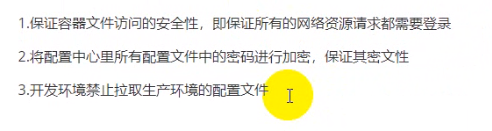 1.保证容器文件访问的安全性，即保证所有的网络资源请求都需要登录
2.将配置中心里所有配置文件中的密码进行加密，保证其密文性
3.开发环境禁止拉取生产环境的配置文件